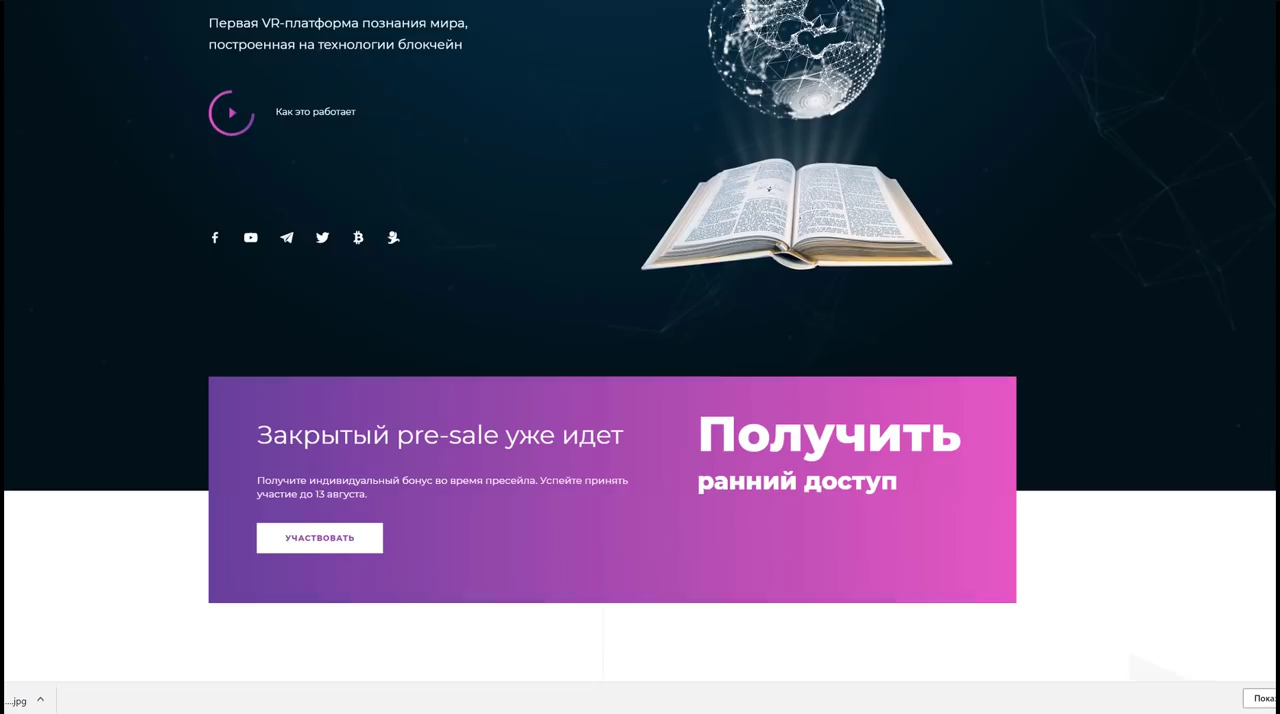 Первая VR-платформа познания мира,
построенная на технологии блокчейн
Как это работает
Закрытый pre-sale уже идет
Получите индивидуальный бонус во время пресейла. Успейте принять
участие до 13 августа.
УЧАСТВОВАТЬ
Получить
ранний доступ
....jpg